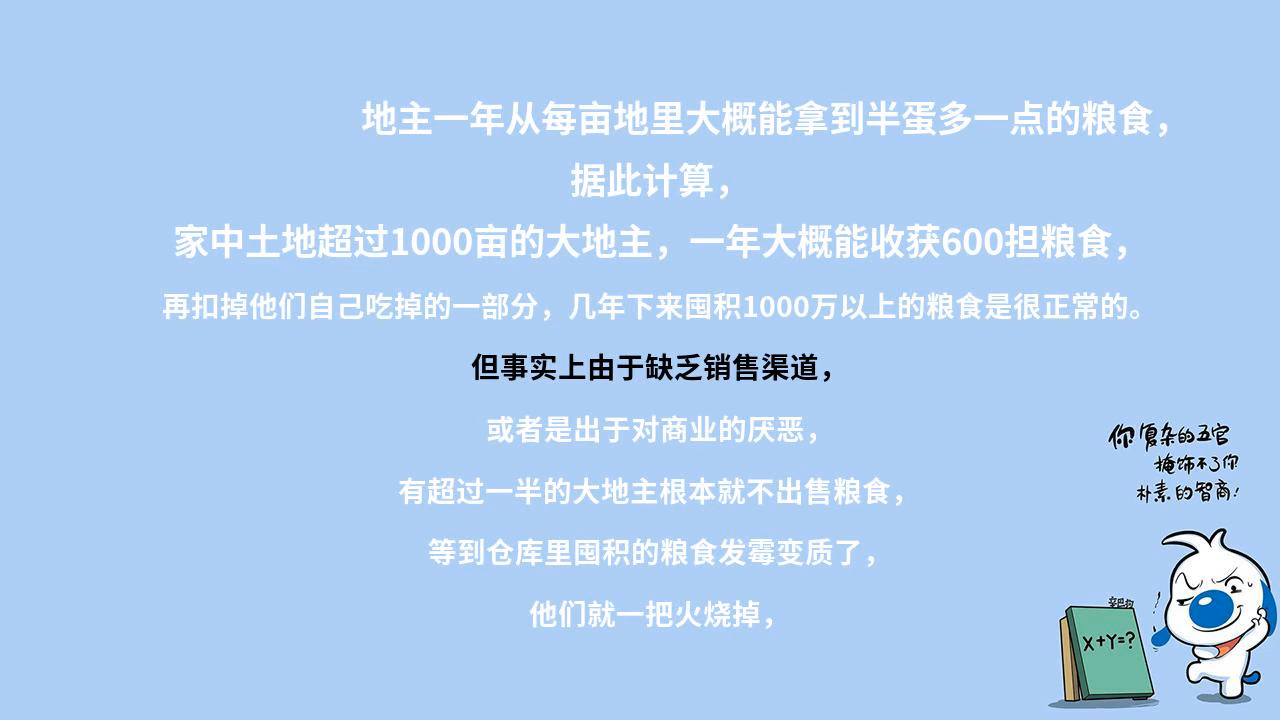 地主一年从每亩地里大概能拿到半蛋多一点的粮食，
据此计算，
家中土地超过1000亩的大地主，一年大概能收获600担粮食，
再扣掉他们自己吃掉的一部分，几年下来囤积1000万以上的粮食是很正常的。
但事实上由于缺乏销售渠道，
或者是出于对商业的厌恶，
有超过一半的大地主根本就不出售粮食，
等到仓库里囤积的粮食发霉变质了，
他们就一把火烧掉，
你复杂的五官
掩饰不了你
朴素的智商！
X+Y=?